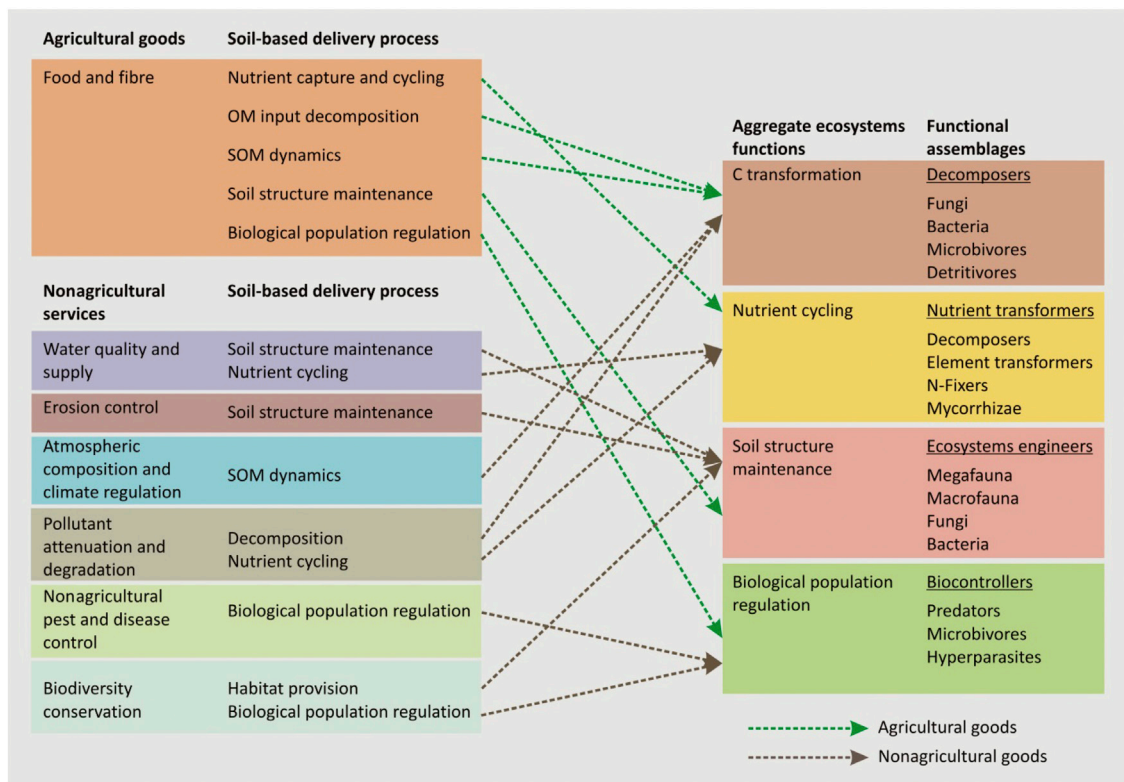 Agricultural goods
Soil-based delivery process
Food and fibre
Nutrient capture and cycling
OM input decomposition
SOM dynamics
Soil structure maintenance
Biological population regulation
Nonagricultural
services
Soil-based delivery process
Water quality and
supply
Soil structure maintenance
Nutrient cycling
Erosion control
Soil structure maintenance
Atmospheric
composition and
climate regulation
SOM dynamics
Pollutant
attenuation and
degradation
Decomposition
Nutrient cycling
Nonagricultural
pest and disease
control
Biological population regulation
Biodiversity
conservation
Habitat provision
Biological population regulation
Aggregate ecosystems
functions
Functional
assemblages
C transformation
Decomposers
Fungi
Bacteria
Microbivores
Detritivores
Nutrient cycling
Nutrient transformers
Decomposers
Element transformers
N-Fixers
Mycorrhizae
Soil structure
maintenance
Ecosystems engineers
Megafauna
Macrofauna
Fungi
Bacteria
Biological population
regulation
Biocontrollers
Predators
Microbivores
Hyperparasites
Agricultural goods
Nonagricultural goods